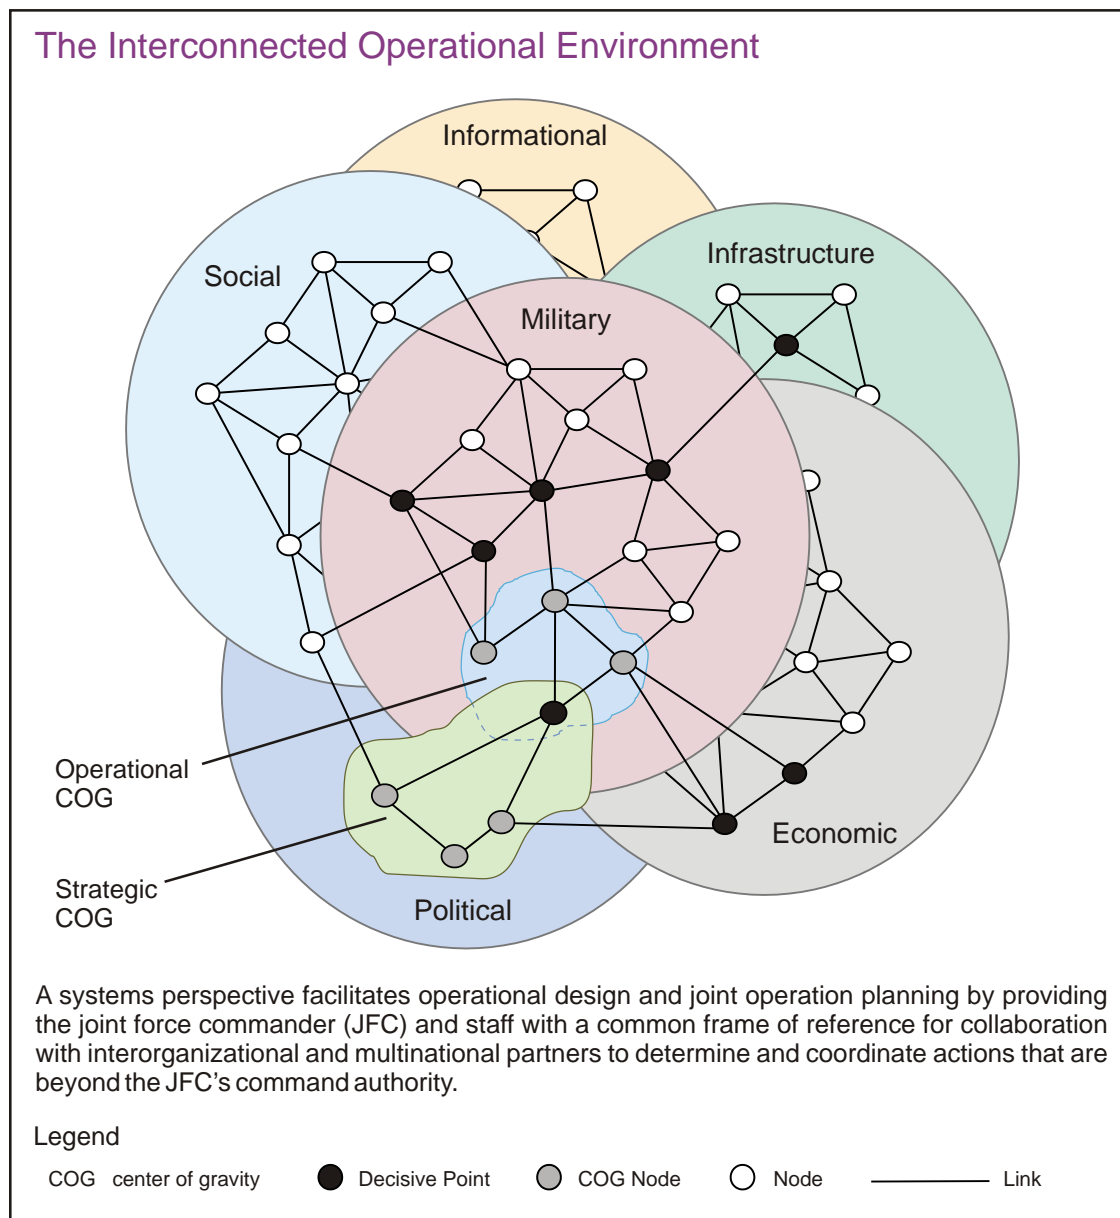 The Interconnected Operational Environment
Informational
Infrastructure
Social
Military
Operational
COG
Economic
Strategic
COG
Political
A systems perspective facilitates operational design and joint operation planning by providing
the joint force commander (JFC) and staff with a common frame of reference for collaboration
with interorganizational and multinational partners to determine and coordinate actions that are
beyond the JFC’s command authority.
Legend
COG center of gravity Decisive Point COG Node Node Link